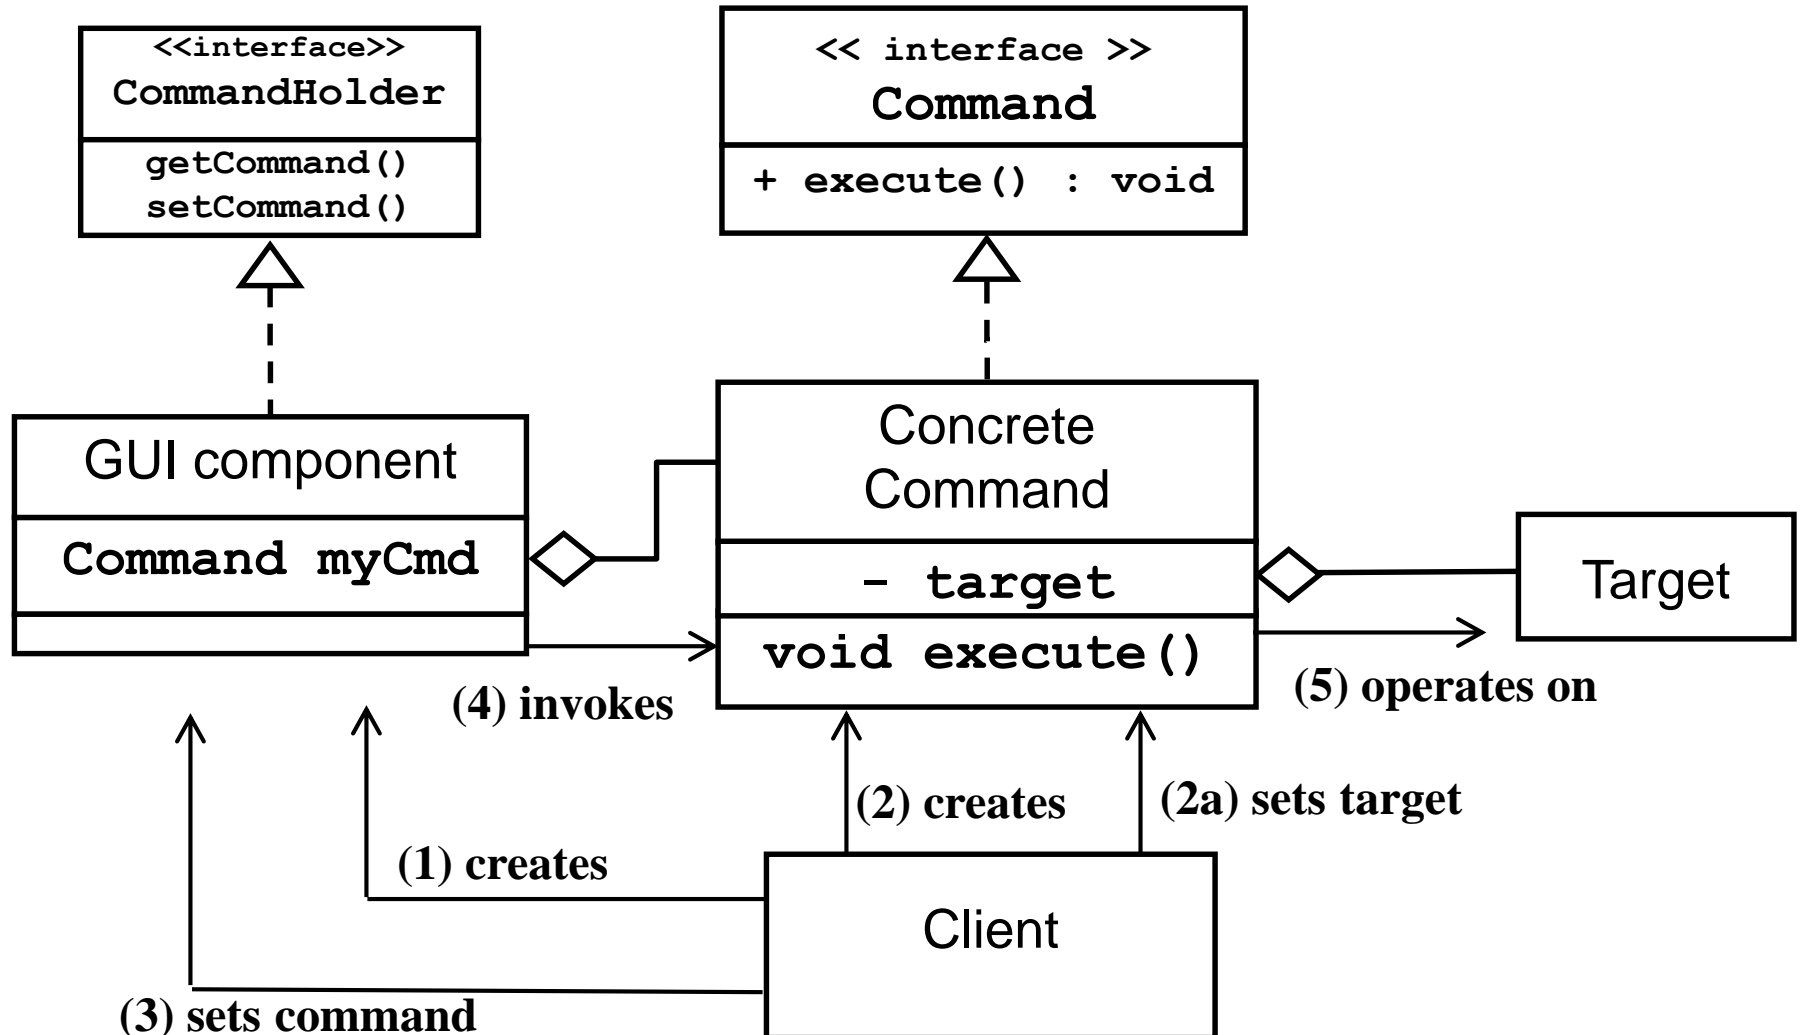 <<interface>>
CommandHolder
getCommand()
setCommand()
<< interface >>
Command
+ execute() : void
GUI component
Command myCmd
Concrete
Command
- target
void execute()
Target
(4) invokes
(5) operates on
(2) creates
(2a) sets target
(1) creates
Client
(3) sets command